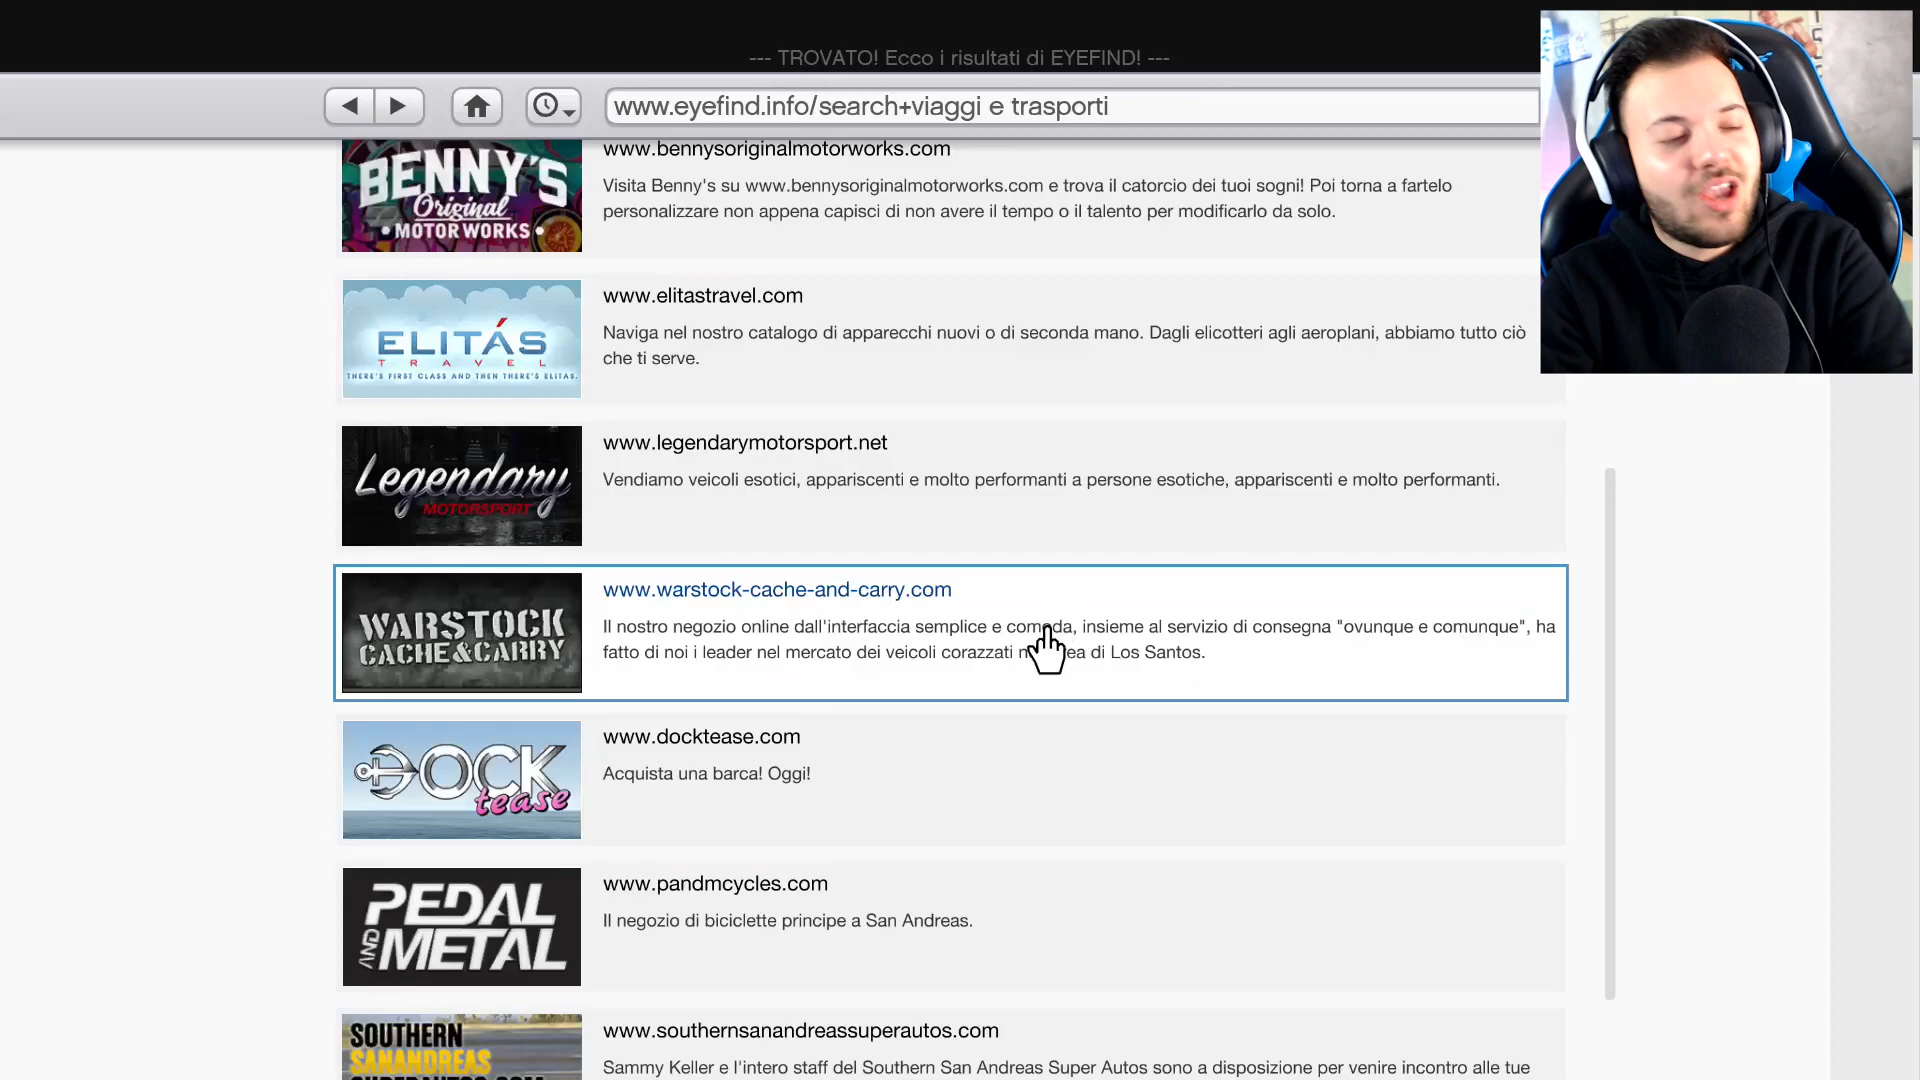 --- TROVATO! Ecco i risultati di EYEFIND! ---
www.eyefind.info/search+viaggi e trasporti
BENNY'S
Original
MOTOR WORKS
www.bennysoriginalmotorworks.com
Visita Benny's su www.bennysoriginalmotorworks.com e trova il catorcio dei tuoi sogni! Poi torna a fartelo
personalizzare non appena capisci di non avere il tempo o il talento per modificarlo da solo.
ELITÁS
TRAVEL
THERE'S FIRST CLASS AND THEN THERE'S ELITAS.
www.elitastravel.com
Naviga nel nostro catalogo di apparecchi nuovi o di seconda mano. Dagli elicotteri agli aeroplani, abbiamo tutto ciò
che ti serve.
Legendary
MOTORSPORT
www.legendarymotorsport.net
Vendiamo veicoli esotici, appariscenti e molto performanti a persone esotiche, appariscenti e molto performanti.
WARSTOCK
CACHE&CARRY
www.warstock-cache-and-carry.com
Il nostro negozio online dall'interfaccia semplice e comoda, insieme al servizio di consegna "ovunque e comunque", ha
fatto di noi i leader nel mercato dei veicoli corazzati di Los Santos.
DOCK
tease
www.docktease.com
Acquista una barca! Oggi!
PEDAL
AND METAL
www.pandmcycles.com
Il negozio di biciclette principe a San Andreas.
SOUTHERN
SANANDREAS
SUPERAUTOS.COM
www.southernsanandreassuperautos.com
Sammy Keller e l'intero staff del Southern San Andreas Super Autos sono a disposizione per venire incontro alle tue